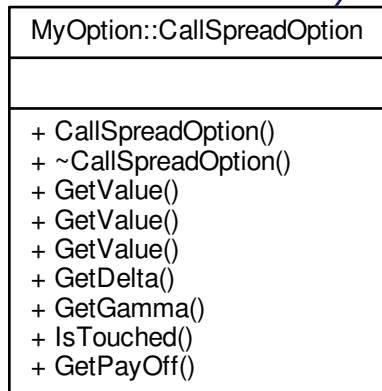 MyOption::CallSpreadOption
+ CallSpreadOption()
+ ~CallSpreadOption()
+ GetValue()
+ GetValue()
+ GetValue()
+ GetDelta()
+ GetGamma()
+ IsTouched()
+ GetPayOff()